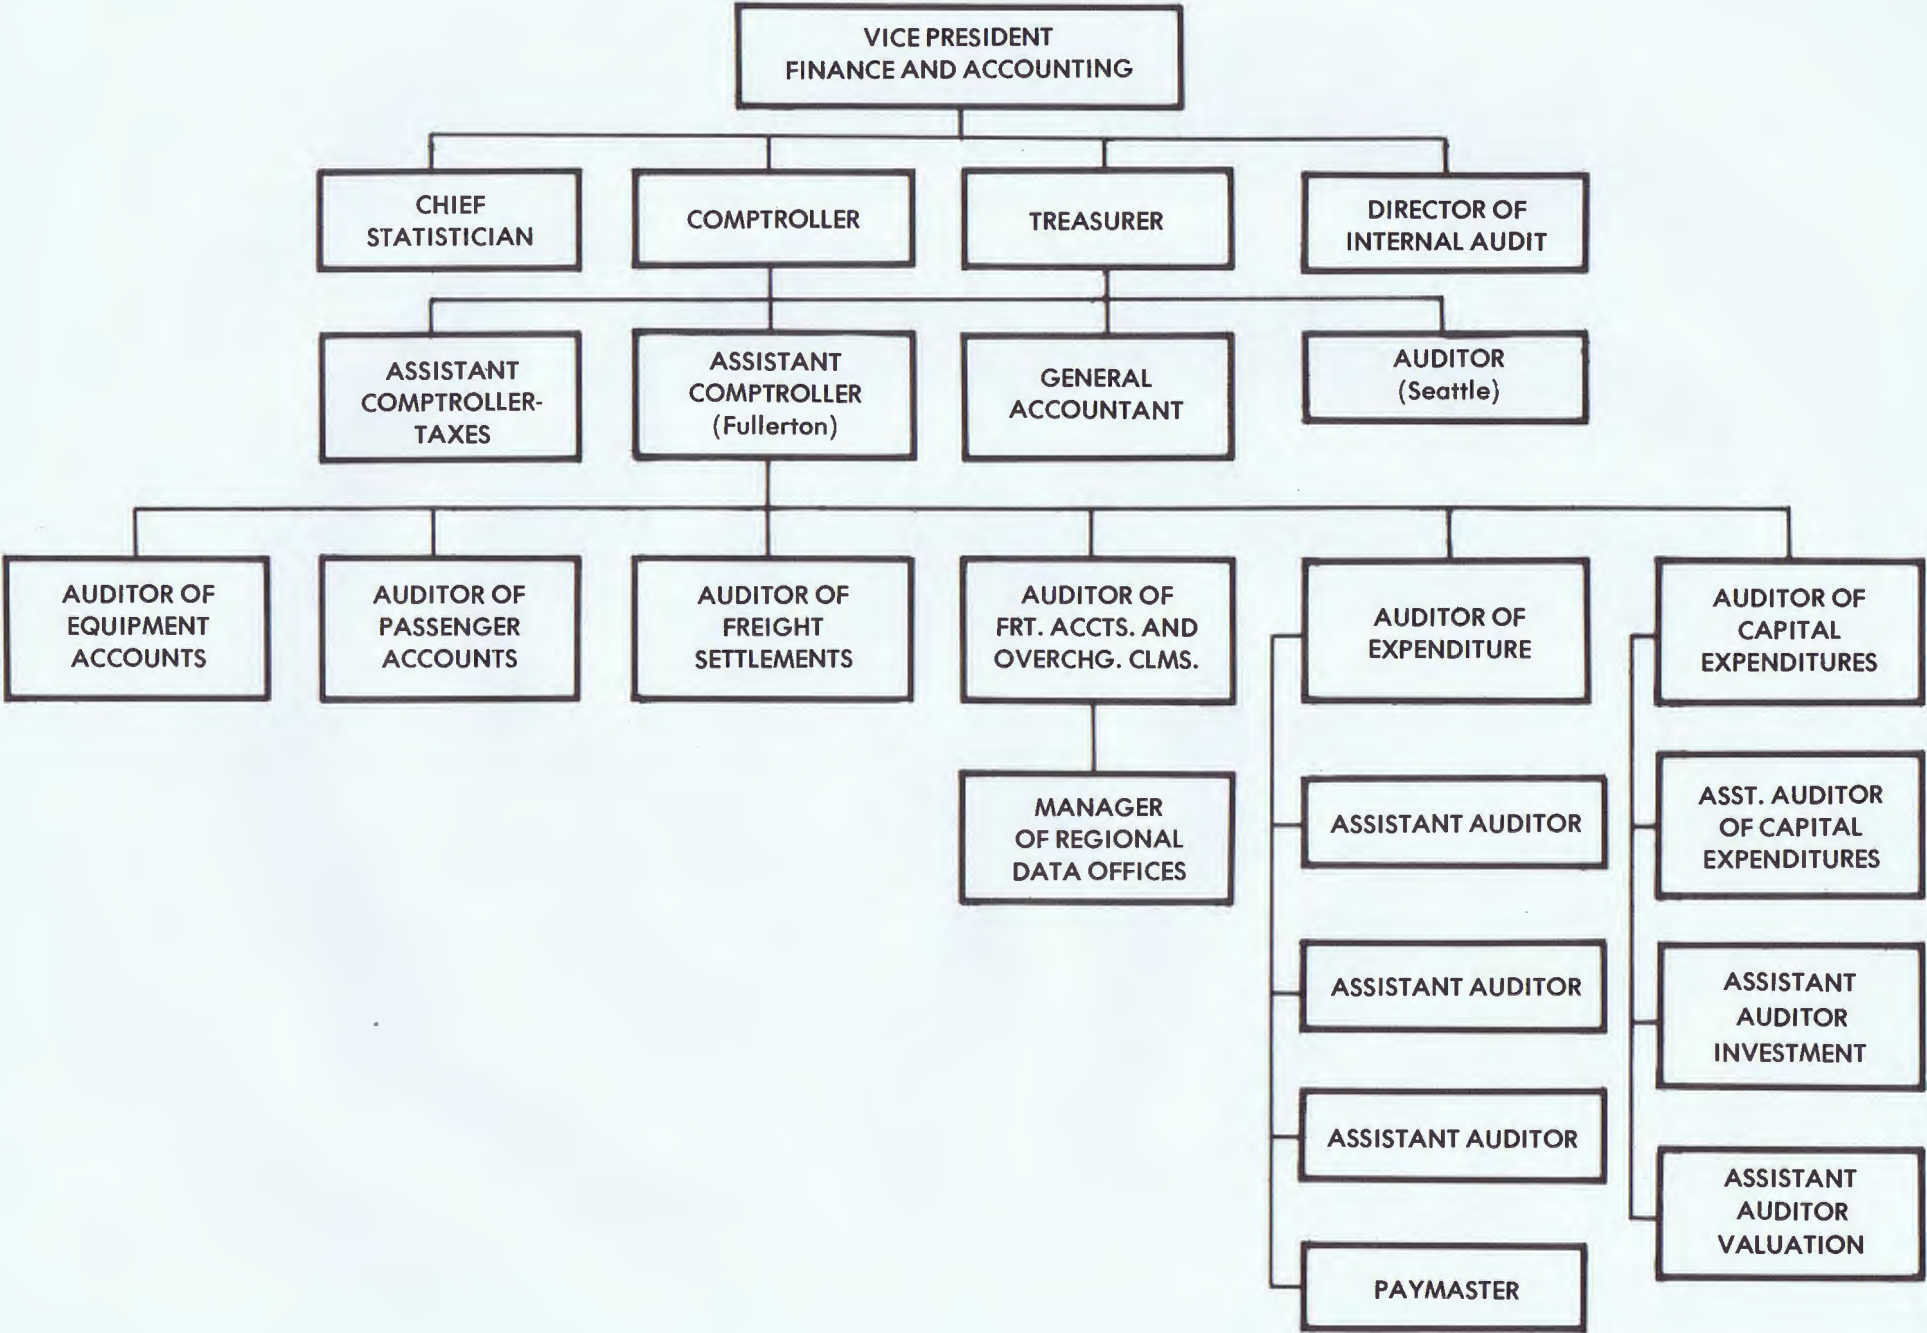 VICE PRESIDENT
FINANCE AND ACCOUNTING
CHIEF
STATISTICIAN
COMPTROLLER
TREASURER
DIRECTOR OF
INTERNAL AUDIT
ASSISTANT
COMPTROLLER-
TAXES
ASSISTANT
COMPTROLLER
(Fullerton)
GENERAL
ACCOUNTANT
AUDITOR
(Seattle)
AUDITOR OF
EQUIPMENT
ACCOUNTS
AUDITOR OF
PASSENGER
ACCOUNTS
AUDITOR OF
FREIGHT
SETTLEMENTS
AUDITOR OF
FRT. ACCTS. AND
OVERCHG. CLMS.
AUDITOR OF
EXPENDITURE
AUDITOR OF
CAPITAL
EXPENDITURES
MANAGER
OF REGIONAL
DATA OFFICES
ASSISTANT AUDITOR
ASSISTANT AUDITOR
ASSISTANT AUDITOR
PAYMASTER
ASST. AUDITOR
OF CAPITAL
EXPENDITURES
ASSISTANT
AUDITOR
INVESTMENT
ASSISTANT
AUDITOR
VALUATION